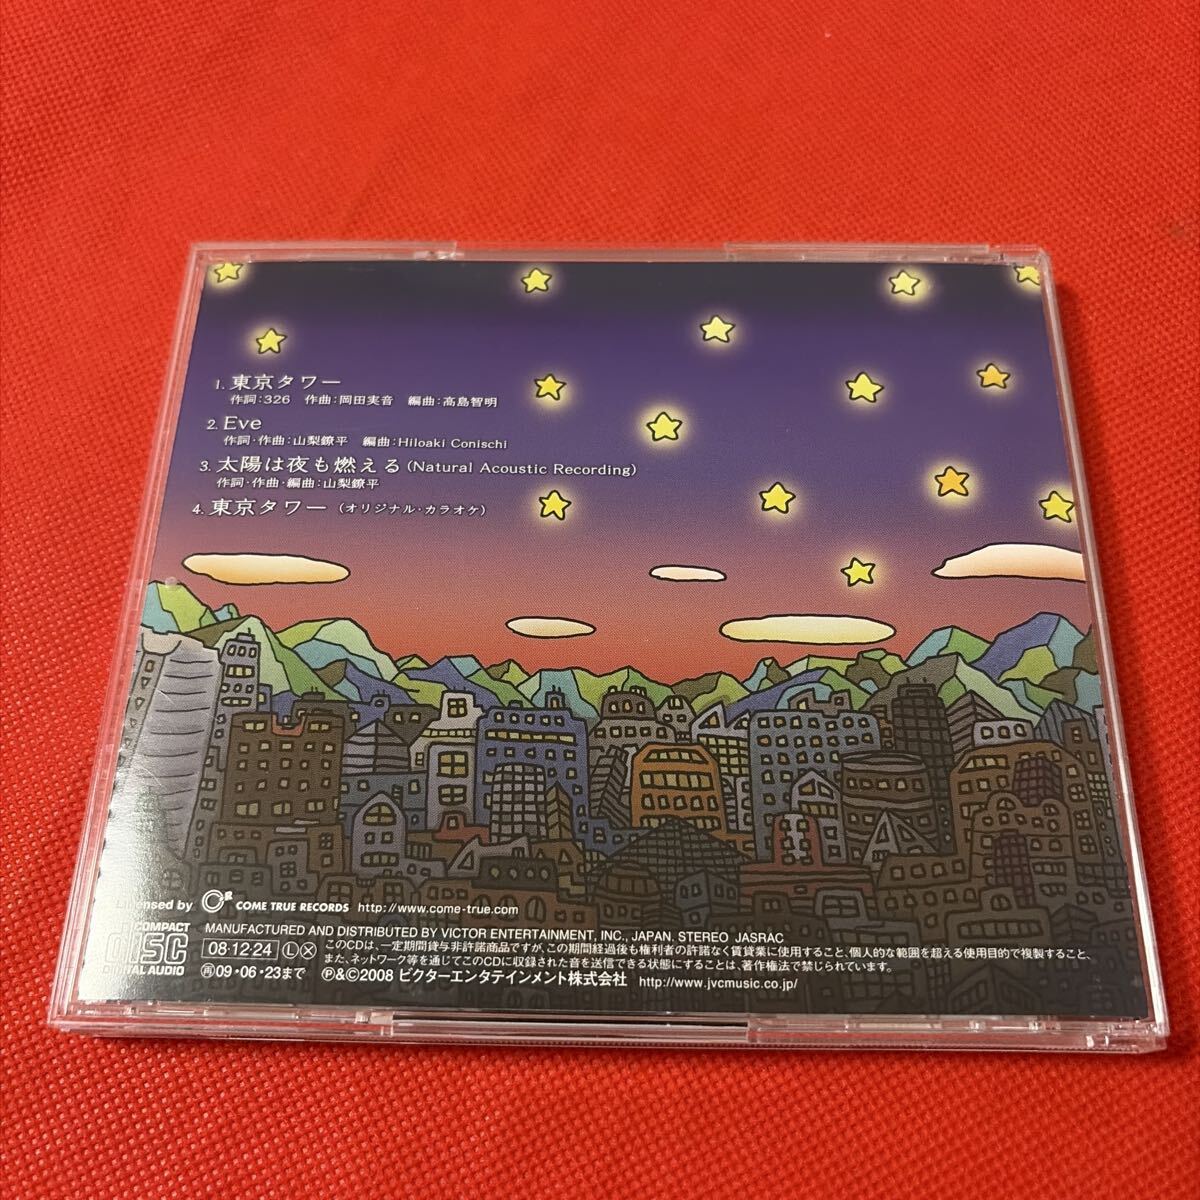 1. 東京タワー
作詞:326 作曲:岡田実音 編曲:高島智明
2. Eve
作詞・作曲:山梨鐐平 編曲:Hiloaki Conischi
3. 太陽は夜も燃える (Natural Acoustic Recording)
作詞・作曲・編曲:山梨鐐平
4. 東京タワー (オリジナル・カラオケ)
Licensed by COME TRUE RECORDS http://www.come-true.com
COMPACT disc DIGITAL AUDIO
MANUFACTURED AND DISTRIBUTED BY VICTOR ENTERTAINMENT, INC., JAPAN. STEREO JASRAC
08・12・24 L X
このCDは、一定期間貸与非許諾商品ですが、この期間経過後も権利者の許諾なく賃貸業に使用すること、個人的な範囲を超える使用目的で複製すること、
また、ネットワーク等を通じてこのCDに収録された音を送信できる状態にすることは、著作権法で禁じられています。
再 09・06・23まで
℗&©2008 ビクターエンタテインメント株式会社 http://www.jvcmusic.co.jp/